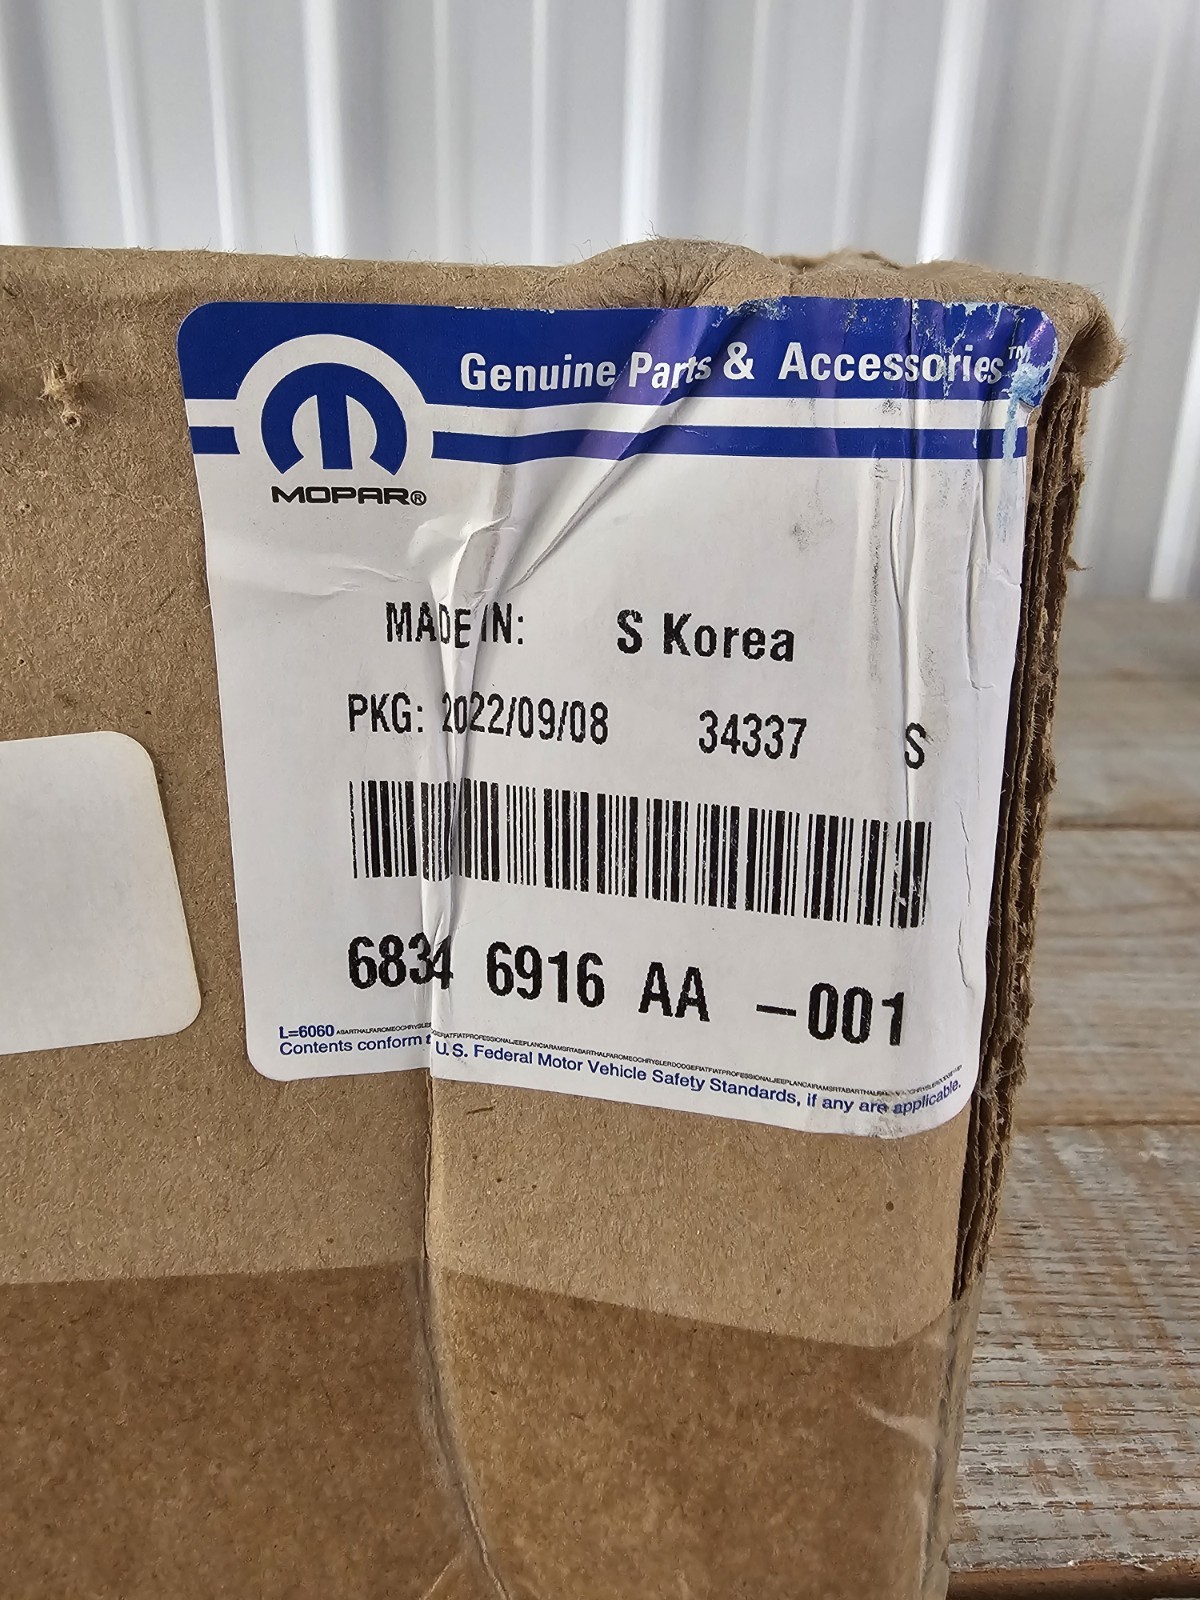 Genuine Parts & Accessories™
MOPAR®
MADE IN: S Korea
PKG: 2022/09/08 34337 S
6834 6916 AA -001
L=6060
Contents conform t U.S. Federal Motor Vehicle Safety Standards, if any are applicable.